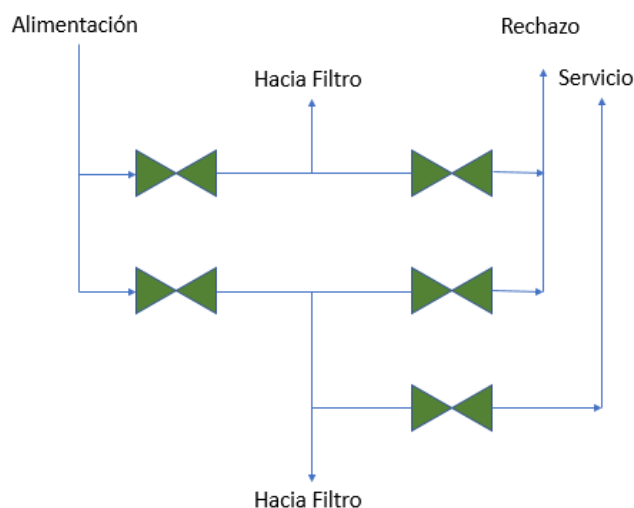 Alimentación
Rechazo
Hacia Filtro
Servicio
Hacia Filtro